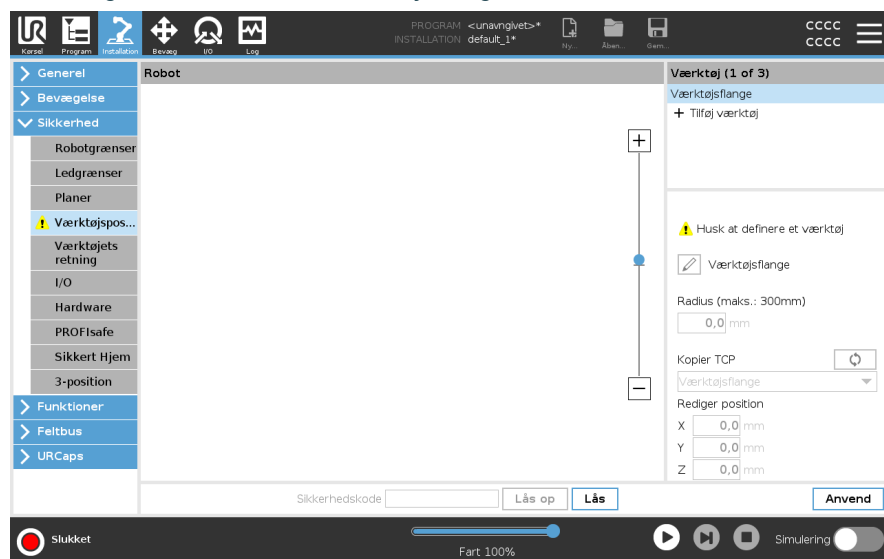 Kørsel Program Installation Bevæg I/O Log
PROGRAM <unavngivet>*
INSTALLATION default_1*
Ny... Åben... Gem...
cccc
cccc
Generel
Bevægelse
Sikkerhed
Robotgrænser
Ledgrænser
Planer
Værktøjspos...
Værktøjets
retning
I/O
Hardware
PROFIsafe
Sikkert Hjem
3-position
Funktioner
Feltbus
URCaps
Robot
Værktøj (1 of 3)
Værktøjsflange
+ Tilføj værktøj
Husk at definere et værktøj
Værktøjsflange
Radius (maks.: 300mm)
0,0 mm
Kopier TCP
Værktøjsflange
Rediger position
X 0,0 mm
Y 0,0 mm
Z 0,0 mm
Sikkerhedskode Lås op Lås Anvend
Slukket
Fart 100%
Simulering